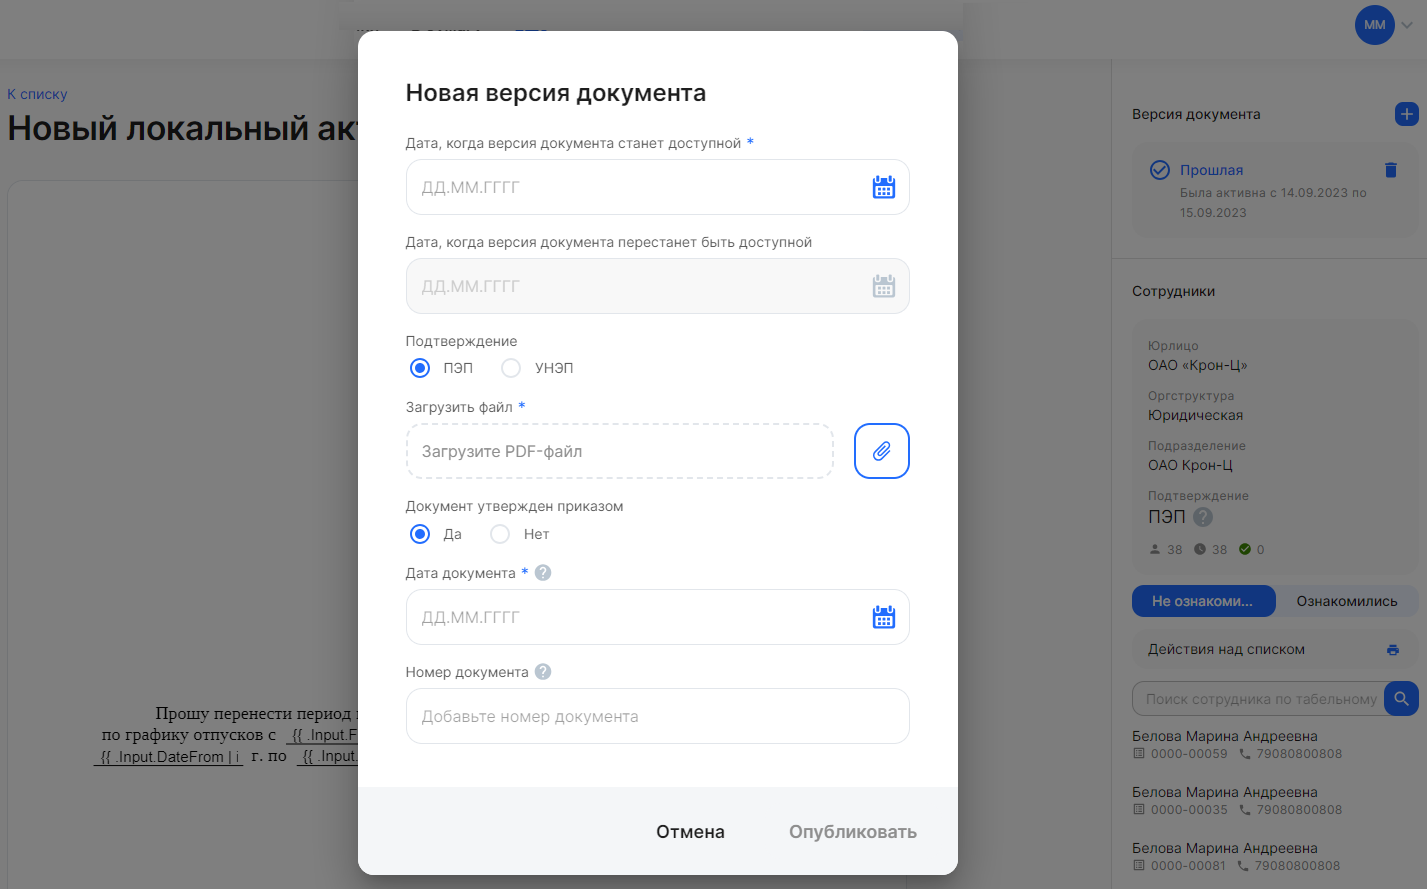 ММ
К списку
Новый локальный ак
Прошу перенести период
по графику отпусков с {{ .Input.F
{{ .Input.DateFrom | i г. по {{ .Input.
Новая версия документа
Дата, когда версия документа станет доступной *
ДД.ММ.ГГГГ
Дата, когда версия документа перестанет быть доступной
ДД.ММ.ГГГГ
Подтверждение
ПЭП УНЭП
Загрузить файл *
Загрузите PDF-файл
Документ утвержден приказом
Да Нет
Дата документа * ?
ДД.ММ.ГГГГ
Номер документа ?
Добавьте номер документа
Отмена Опубликовать
Версия документа
Прошлая
Была активна с 14.09.2023 по
15.09.2023
Сотрудники
Юрлицо
ОАО «Крон-Ц»
Оргструктура
Юридическая
Подразделение
ОАО Крон-Ц
Подтверждение
ПЭП ?
38 38 0
Не ознакоми... Ознакомились
Действия над списком
Поиск сотрудника по табельному
Белова Марина Андреевна
0000-00059 79080800808
Белова Марина Андреевна
0000-00035 79080800808
Белова Марина Андреевна
0000-00081 79080800808